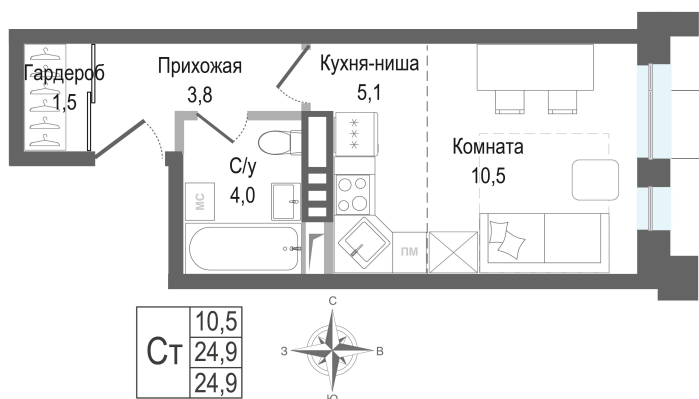 Гардероб
1,5
Прихожая
3,8
Кухня-ниша
5,1
Комната
10,5
С/у
4,0
МС
ПМ
Ст
10,5
24,9
24,9
С
З
В
Ю